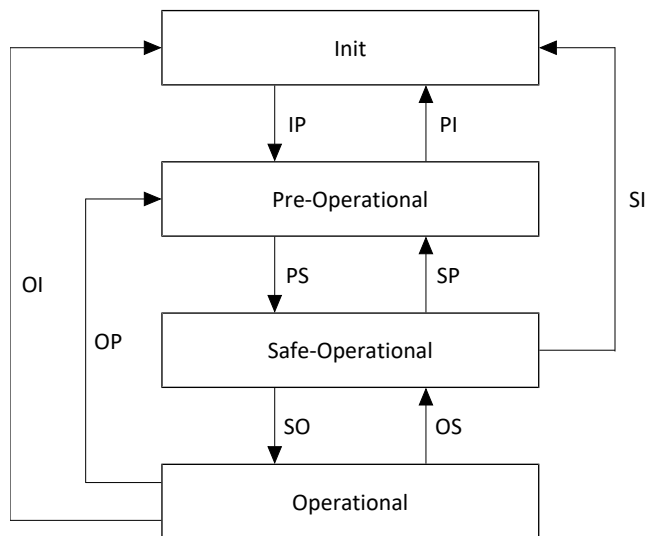 Init
IP
PI
Pre-Operational
SI
PS
SP
OI
OP
Safe-Operational
SO
OS
Operational